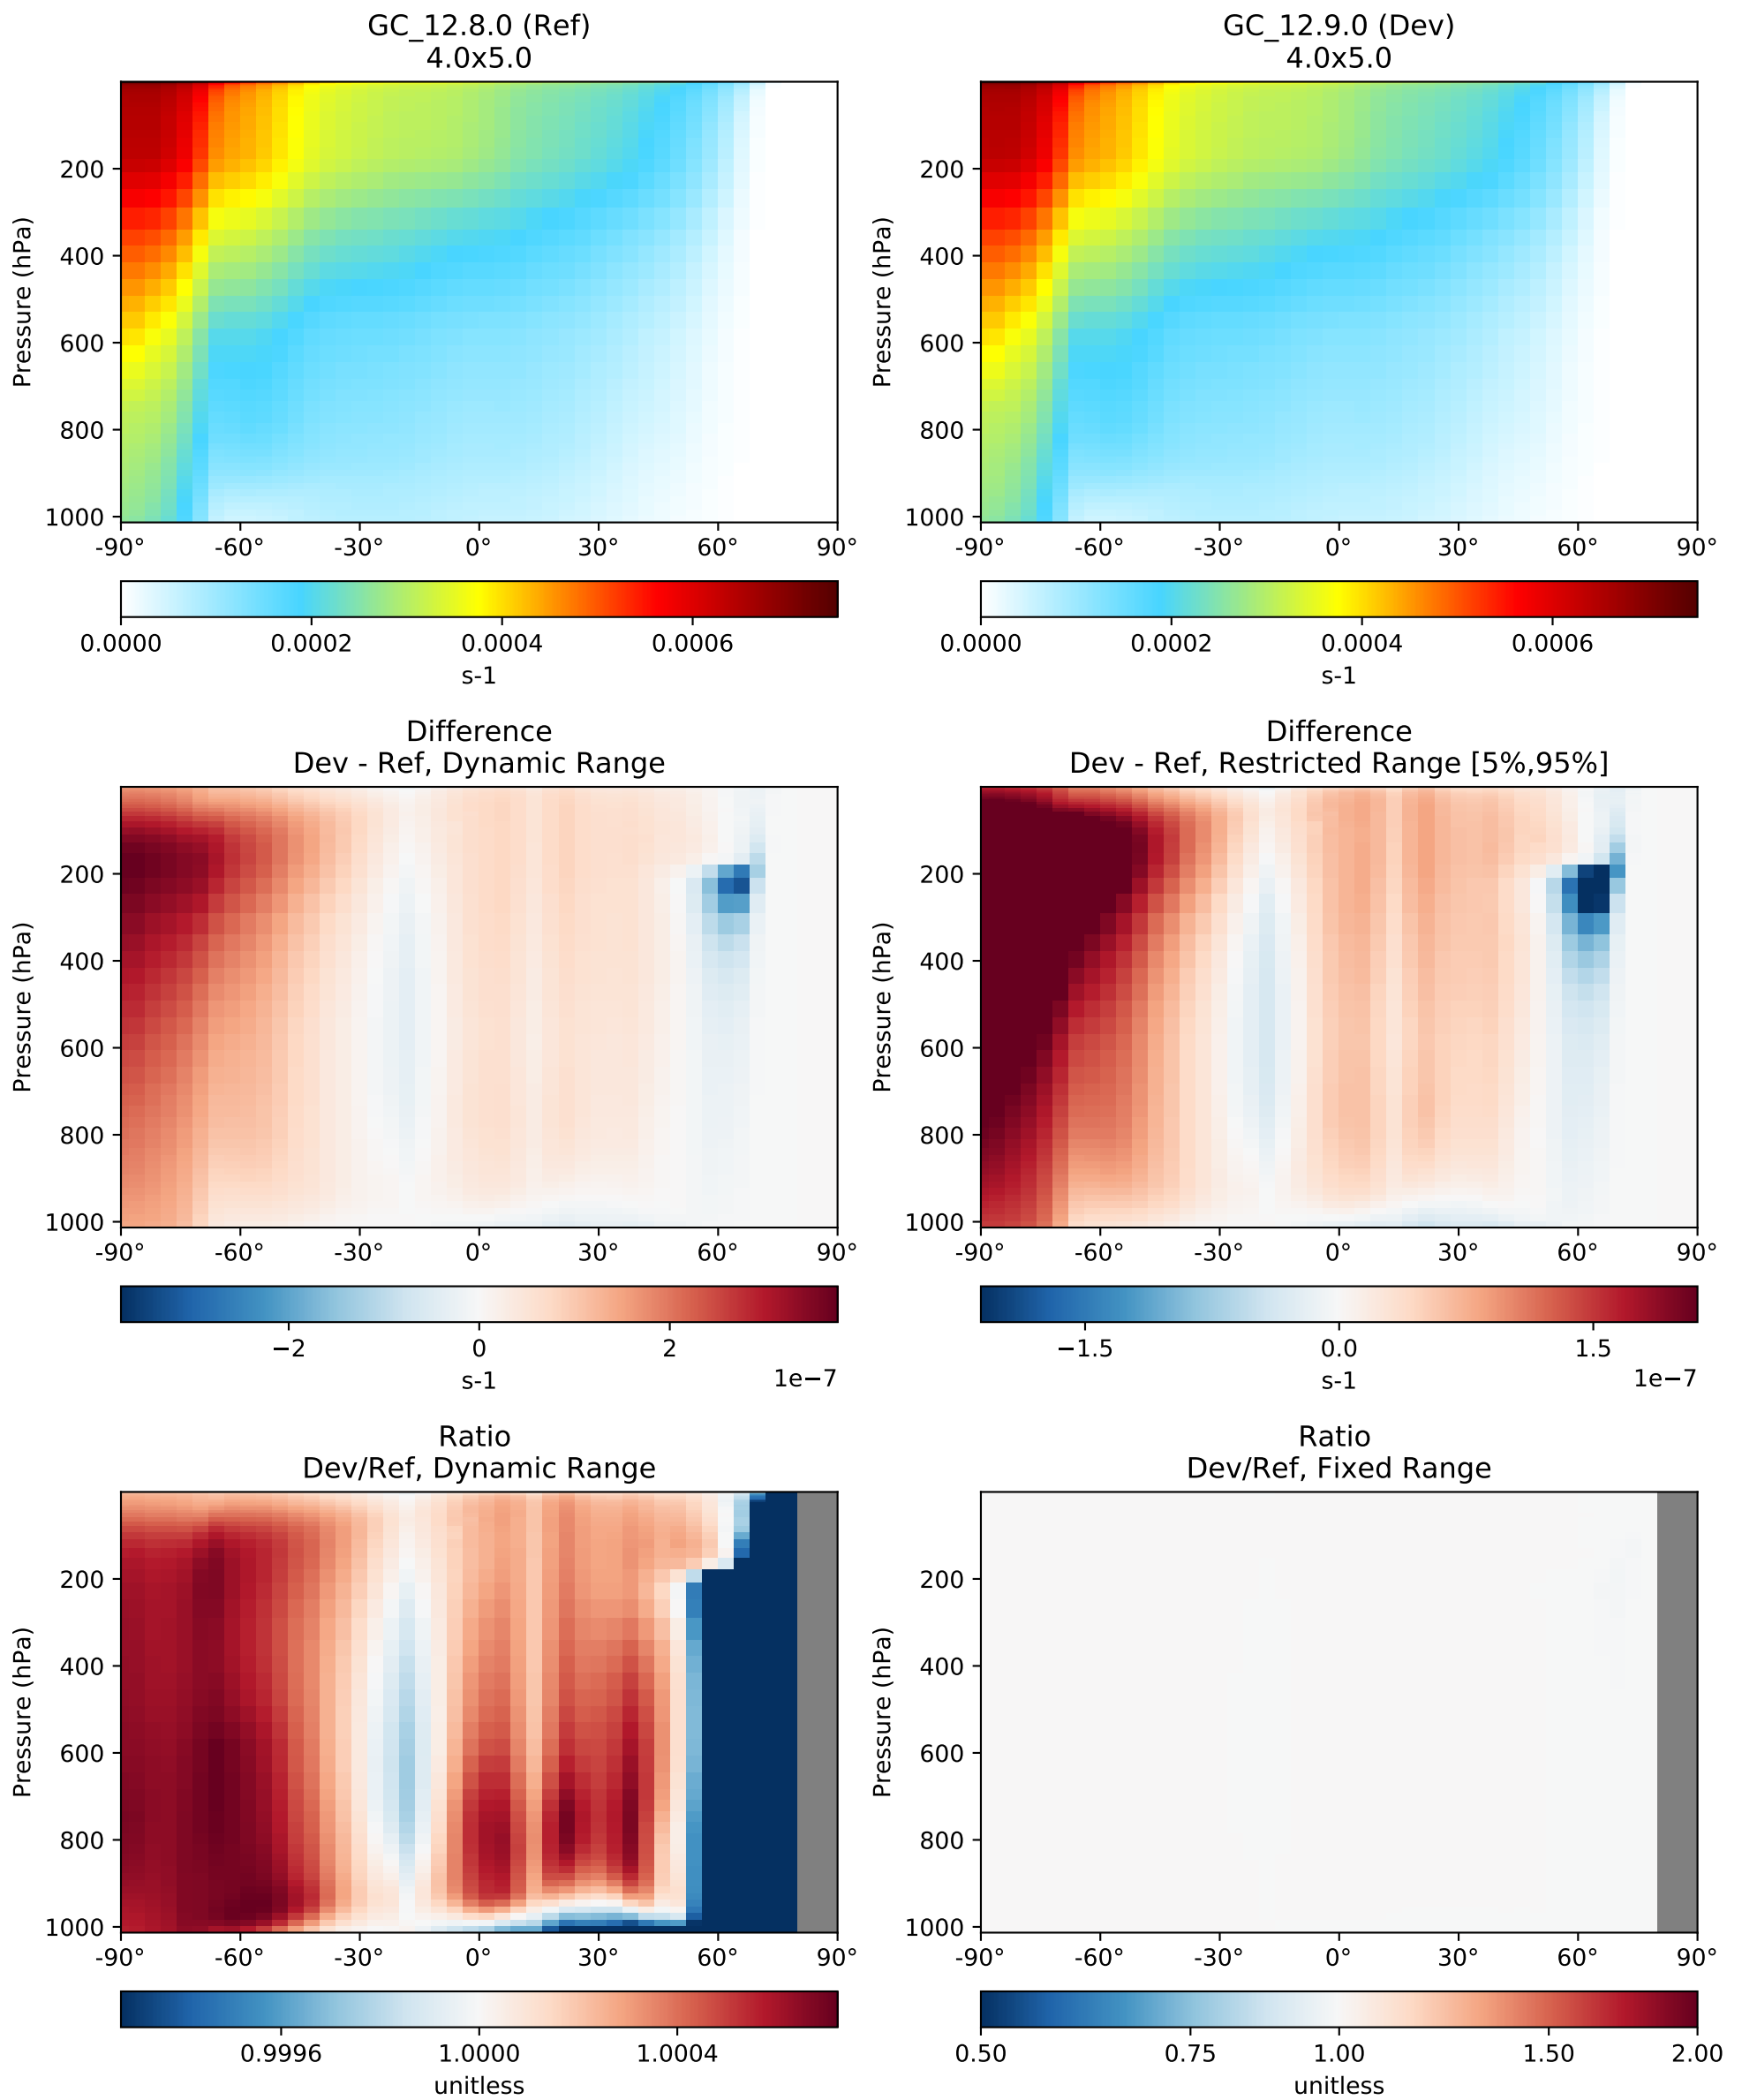 GC_12.8.0 (Ref)
4.0x5.0
Pressure (hPa)
200
400
600
800
1000
-90° -60° -30° 0° 30° 60° 90°
0.0000 0.0002 0.0004 0.0006
s-1
GC_12.9.0 (Dev)
4.0x5.0
Pressure (hPa)
200
400
600
800
1000
-90° -60° -30° 0° 30° 60° 90°
0.0000 0.0002 0.0004 0.0006
s-1
Difference
Dev - Ref, Dynamic Range
Pressure (hPa)
200
400
600
800
1000
-90° -60° -30° 0° 30° 60° 90°
−2 0 2
s-1 1e−7
Difference
Dev - Ref, Restricted Range [5%,95%]
Pressure (hPa)
200
400
600
800
1000
-90° -60° -30° 0° 30° 60° 90°
−1.5 0.0 1.5
s-1 1e−7
Ratio
Dev/Ref, Dynamic Range
Pressure (hPa)
200
400
600
800
1000
-90° -60° -30° 0° 30° 60° 90°
0.9996 1.0000 1.0004
unitless
Ratio
Dev/Ref, Fixed Range
Pressure (hPa)
200
400
600
800
1000
-90° -60° -30° 0° 30° 60° 90°
0.50 0.75 1.00 1.50 2.00
unitless